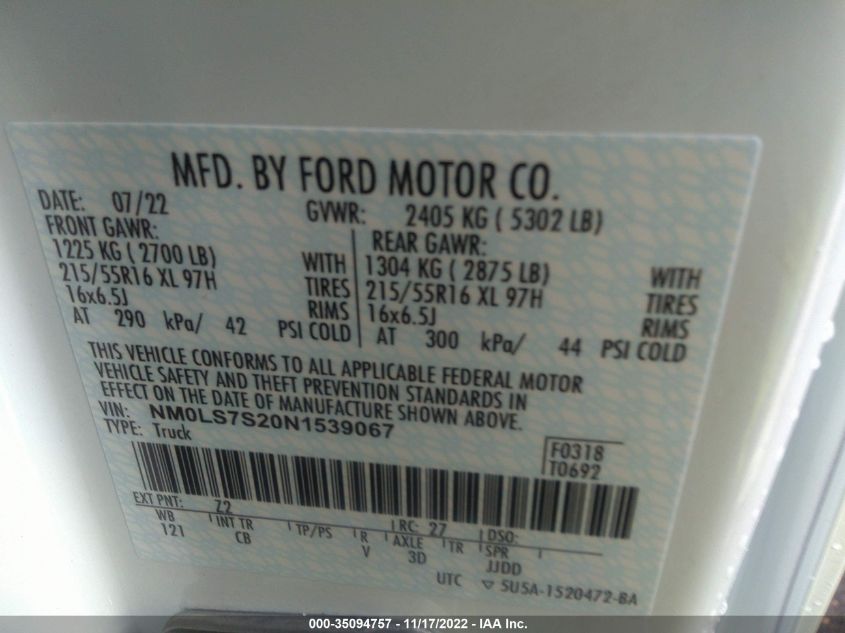 MFD. BY FORD MOTOR CO.
DATE: 07/22 GVWR: 2405 KG ( 5302 LB)
FRONT GAWR: REAR GAWR:
1225 KG ( 2700 LB) WITH 1304 KG ( 2875 LB) WITH
215/55R16 XL 97H TIRES 215/55R16 XL 97H TIRES
16x6.5J RIMS 16x6.5J RIMS
AT 290 kPa/ 42 PSI COLD AT 300 kPa/ 44 PSI COLD
THIS VEHICLE CONFORMS TO ALL APPLICABLE FEDERAL MOTOR
VEHICLE SAFETY AND THEFT PREVENTION STANDARDS IN
EFFECT ON THE DATE OF MANUFACTURE SHOWN ABOVE.
VIN: NM0LS7S20N1539067
TYPE: Truck
F0318
T0692
EXT PNT: Z2 RC: 27 DSO:
WB INT TR TP/PS R AXLE TR SPR
121 CB V 3D JJDD
UTC ▽ 5U5A-1520472-BA
000-35094757 - 11/17/2022 - IAA Inc.